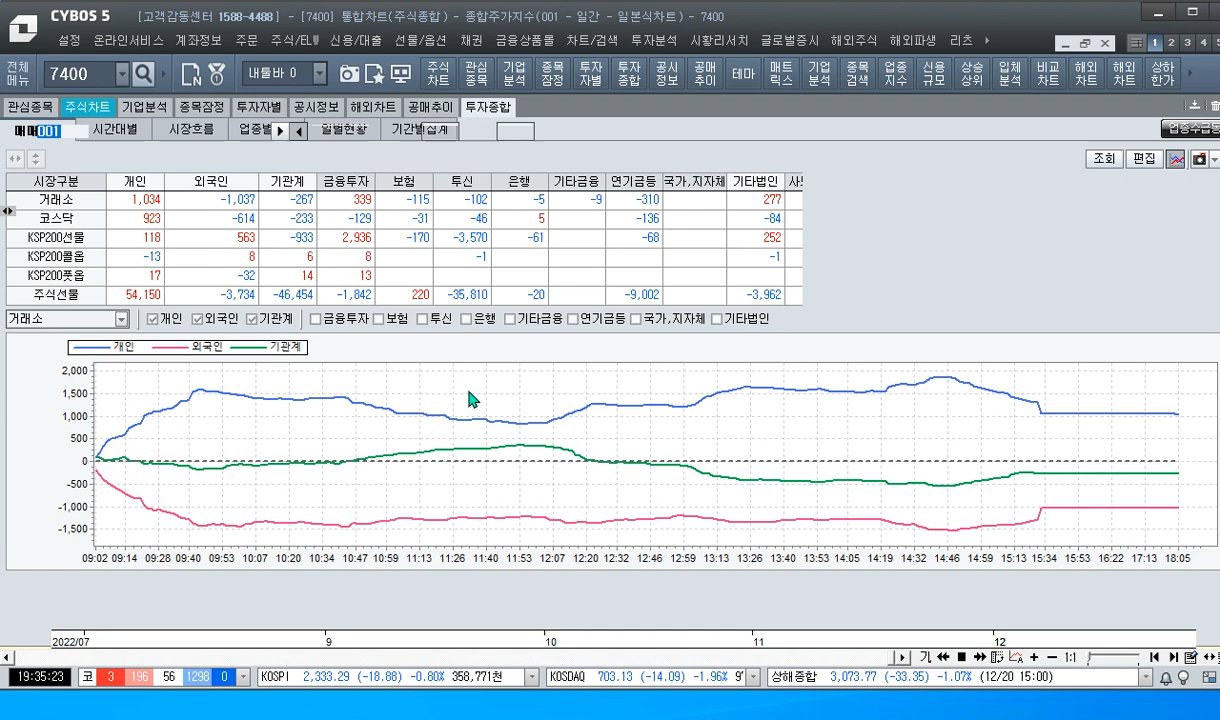 CYBOS 5 [고객감동센터 1588-4488] - [7400] 통합차트(주식종합) - 종합주가지수(001 - 일간 - 일본식차트) - 7400
설정 온라인서비스 계좌정보 주문 주식/ELW 신용/대출 선물/옵션 채권 금융상품몰 차트/검색 투자분석 시황리서치 글로벌증시 해외주식 해외파생 리츠 1 2 3 4
전체메뉴 7400 내툴바 0 주식차트 관심종목 기업분석 종목잠정 투자자별 투자종합 공시정보 공매추이 테마 매트릭스 기업분석 종목검색 업종지수 신용규모 상승상위 입체분석 비교차트 해외차트 해외차트 상하한가
관심종목 주식차트 기업분석 종목잠정 투자자별 공시정보 해외차트 공매추이 투자종합
매매 001 시간대별 시장흐름 업종별 일별현황 기간별 십계 업종수급동
조회 편집
시장구분 개인 외국인 기관계 금융투자 보험 투신 은행 기타금융 연기금등 국가,지자체 기타법인 사
거래소 1,034 -1,037 -267 339 -115 -102 -5 -9 -310 277
코스닥 923 -614 -233 -129 -31 -46 5 -136 -84
KSP200선물 118 563 -933 2,936 -170 -3,570 -61 -68 252
KSP200콜옵 -13 8 6 8 -1 -1
KSP200풋옵 17 -32 14 13
주식선물 54,150 -3,734 -46,454 -1,842 220 -35,810 -20 -9,002 -3,962
거래소 개인 외국인 기관계 금융투자 보험 투신 은행 기타금융 연기금등 국가,지자체 기타법인
개인 외국인 기관계
2,000
1,500
1,000
500
0
-500
-1,000
-1,500
09:02 09:14 09:28 09:40 09:53 10:07 10:20 10:34 10:47 10:59 11:13 11:26 11:40 11:53 12:07 12:20 12:32 12:46 12:59 13:13 13:26 13:40 13:53 14:07 14:19 14:32 14:46 14:59 15:13 15:34 15:53 16:22 17:13 18:05
2022/07 9 10 11 12
1:1
19:35:23 코 3 196 56 1298 0 KOSPI 2,333.29 (-18.88) -0.80% 358,771천 KOSDAQ 703.13 (-14.09) -1.96% 상해종합 3,073.77 (-33.35) -1.07% (12/20 15:00)